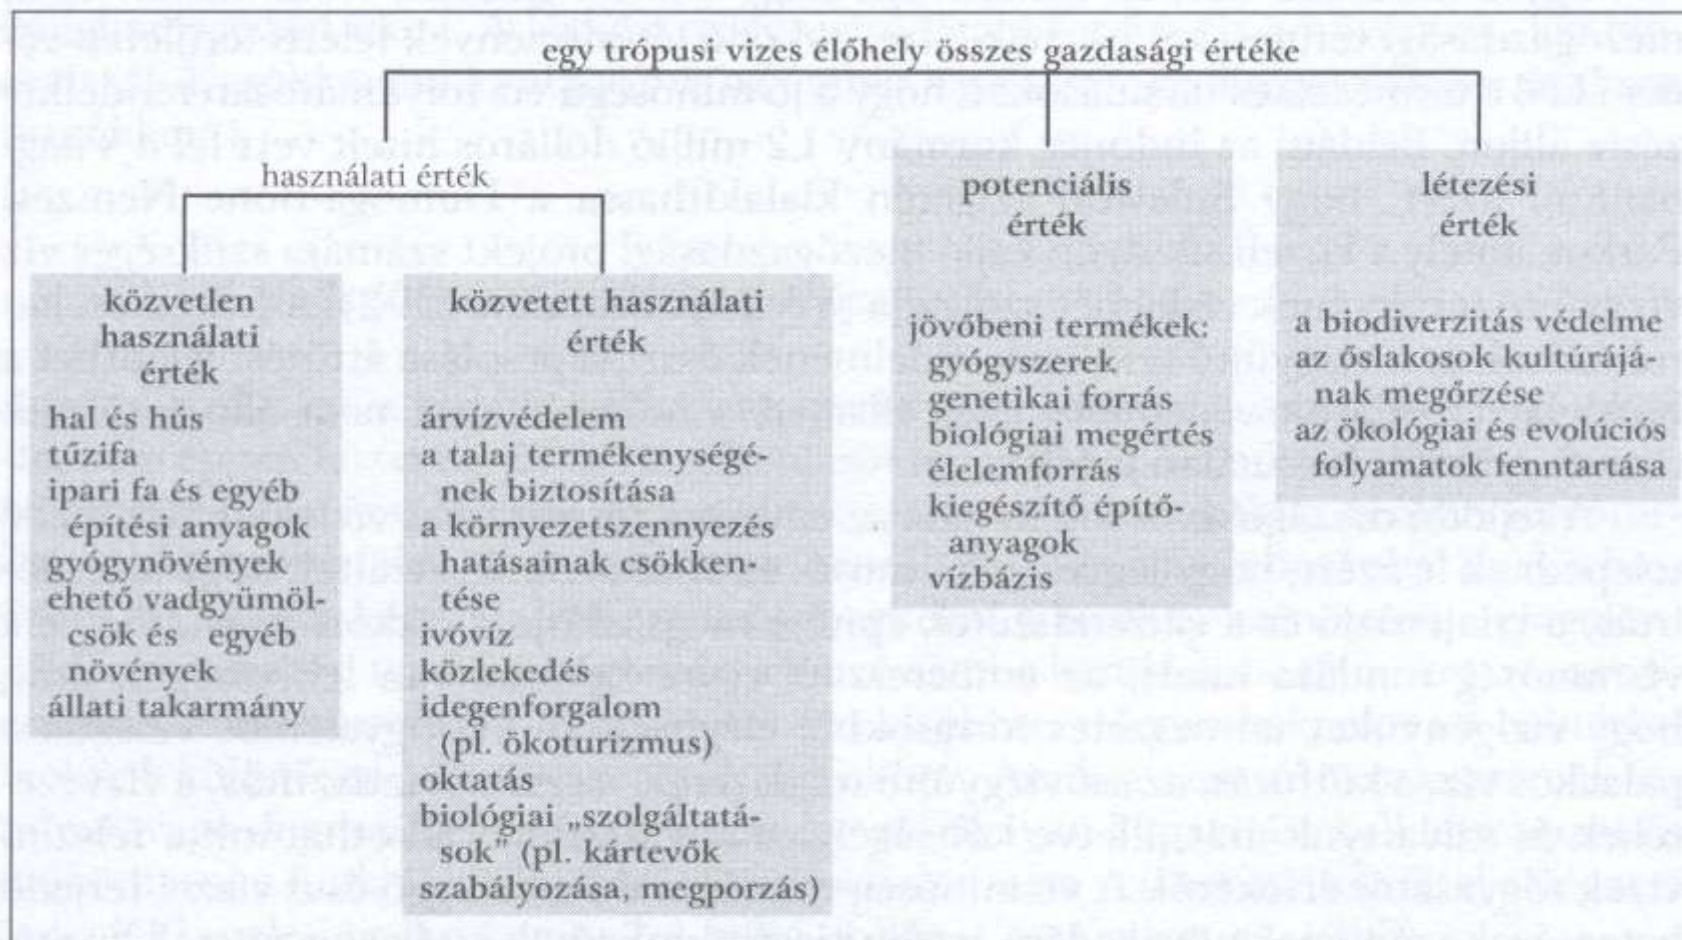 egy trópusi vizes élőhely összes gazdasági értéke
használati érték
közvetlen
használati
érték
hal és hús
tűzifa
ipari fa és egyéb
építési anyagok
gyógynövények
ehető vadgyümöl-
csök és egyéb
növények
állati takarmány
közvetett használati
érték
árvízvédelem
a talaj termékenységé-
nek biztosítása
a környezetszennyezés
hatásainak csökken-
tése
ivóvíz
közlekedés
idegenforgalom
(pl. ökoturizmus)
oktatás
biológiai „szolgáltatá-
sok" (pl. kártevők
szabályozása, megporzás)
potenciális
érték
jövőbeni termékek:
gyógyszerek
genetikai forrás
biológiai megértés
élelemforrás
kiegészítő építő-
anyagok
vízbázis
létezési
érték
a biodiverzitás védelme
az őslakosok kultúrájá-
nak megőrzése
az ökológiai és evolúciós
folyamatok fenntartása